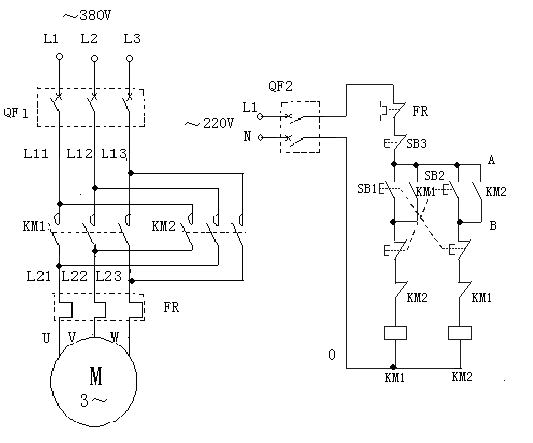 ～380V
L1 L2 L3
QF1
QF2
L1
FR
～220V
N
SB3
L11 L12 L13
A
SB1 KM1 SB2 KM2
KM1 KM2
B
L21 L22 L23
KM2 KM1
FR
U V W
O
M
3～
KM1 KM2